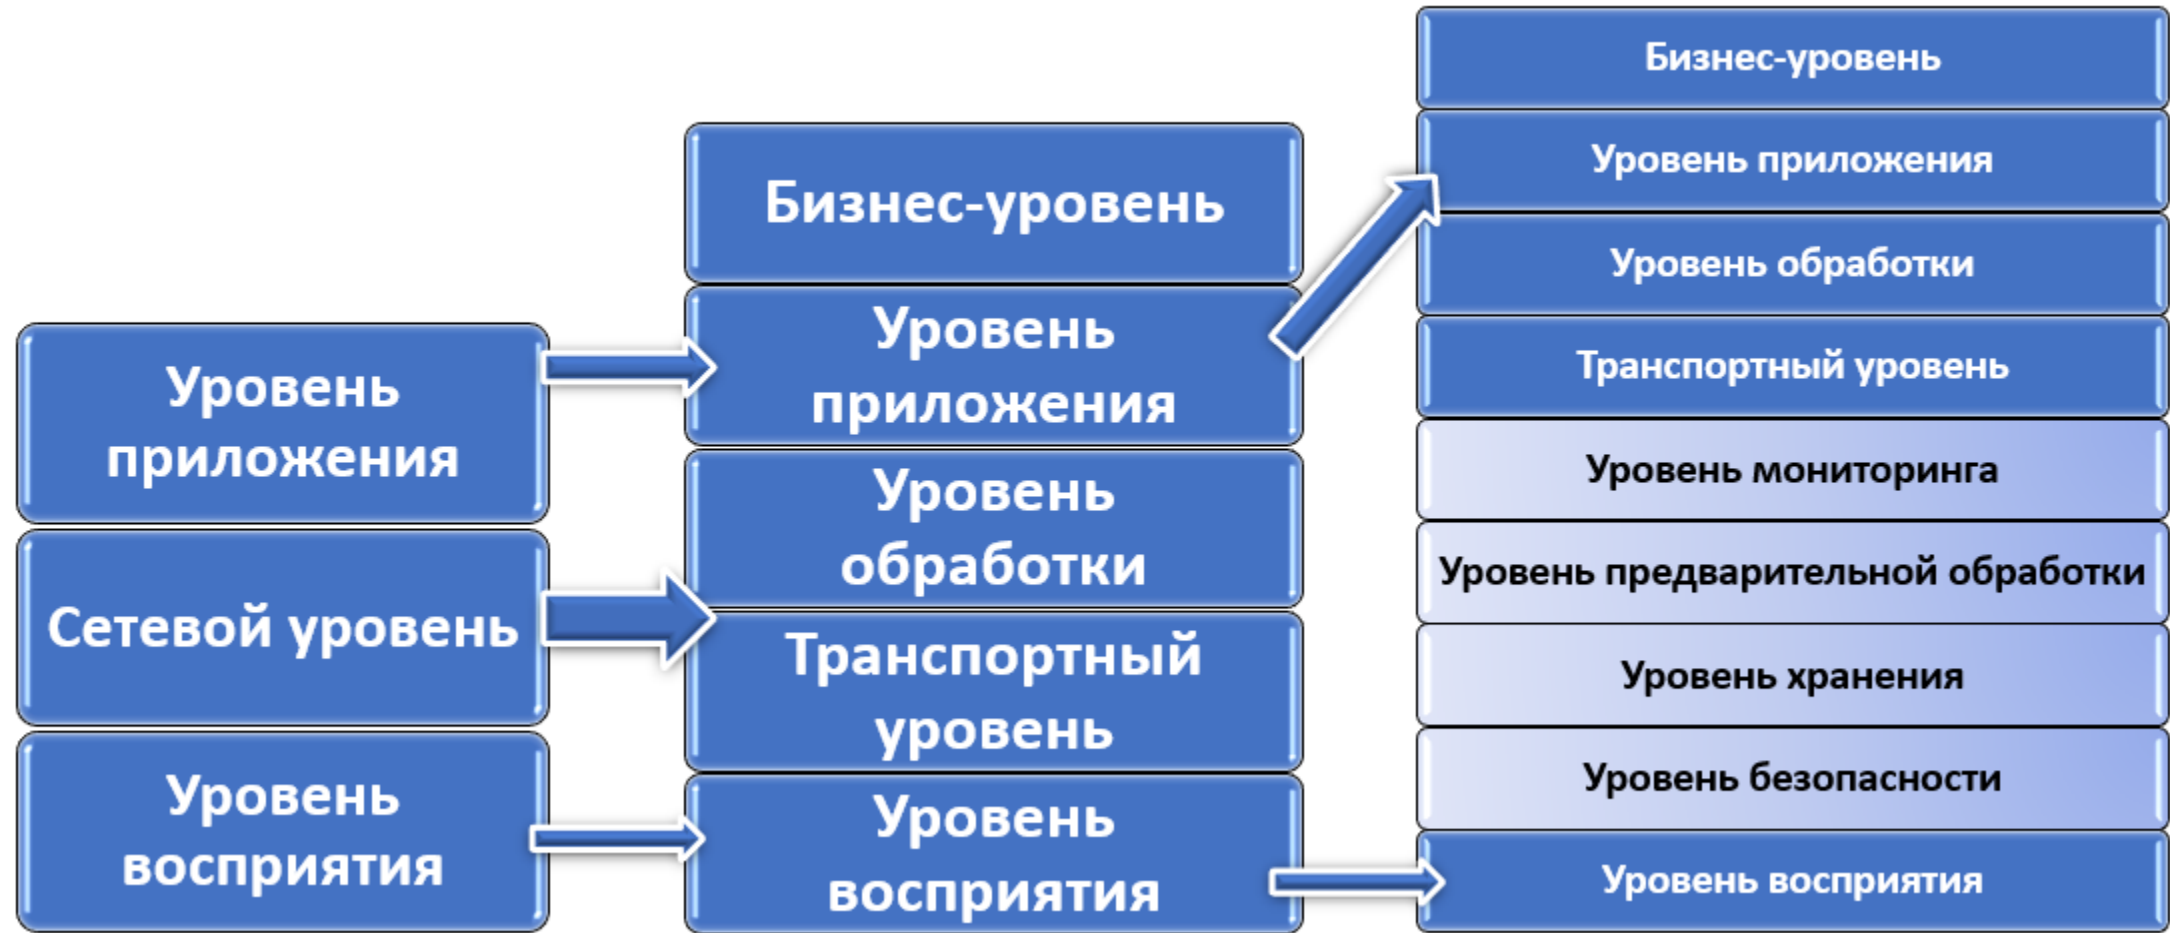 Уровень
приложения
Сетевой уровень
Уровень
восприятия
Бизнес-уровень
Уровень
приложения
Уровень
обработки
Транспортный
уровень
Уровень
восприятия
Бизнес-уровень
Уровень приложения
Уровень обработки
Транспортный уровень
Уровень мониторинга
Уровень предварительной обработки
Уровень хранения
Уровень безопасности
Уровень восприятия